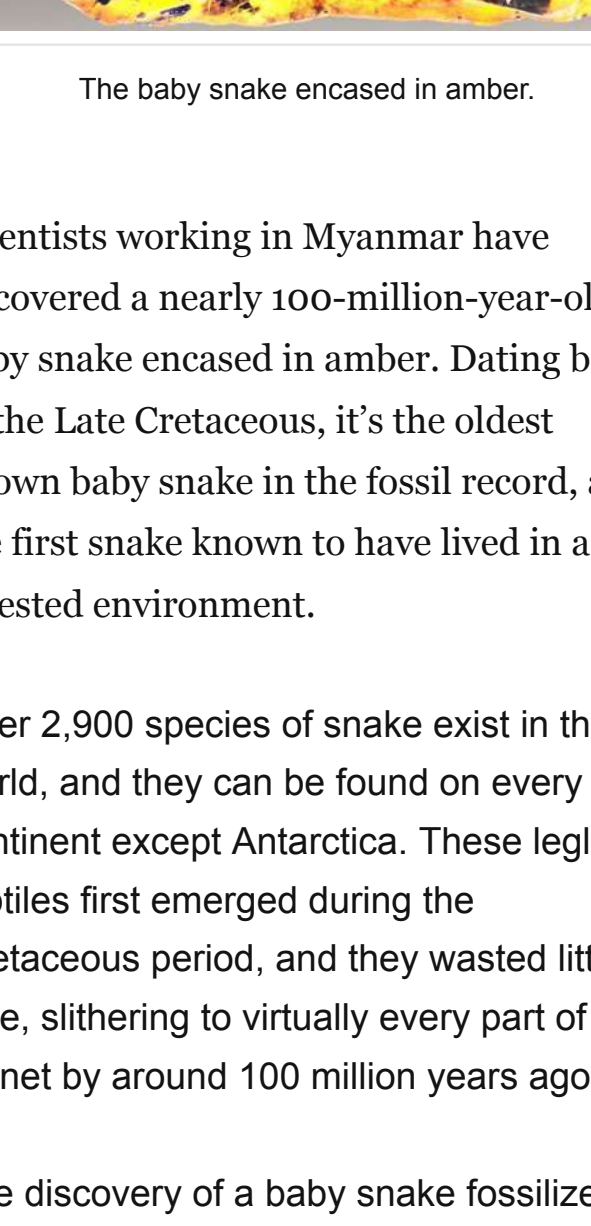 The baby snake encased in amber.
entists working in Myanmar have
covered a nearly 100-million-year-ol
by snake encased in amber. Dating b
the Late Cretaceous, it’s the oldest
own baby snake in the fossil record, a
e first snake known to have lived in a
ested environment.
er 2,900 species of snake exist in th
rld, and they can be found on every
ntinent except Antarctica. These legl
ptiles first emerged during the
etaceous period, and they wasted litt
e, slithering to virtually every part of
net by around 100 million years ago
e discovery of a baby snake fossilize